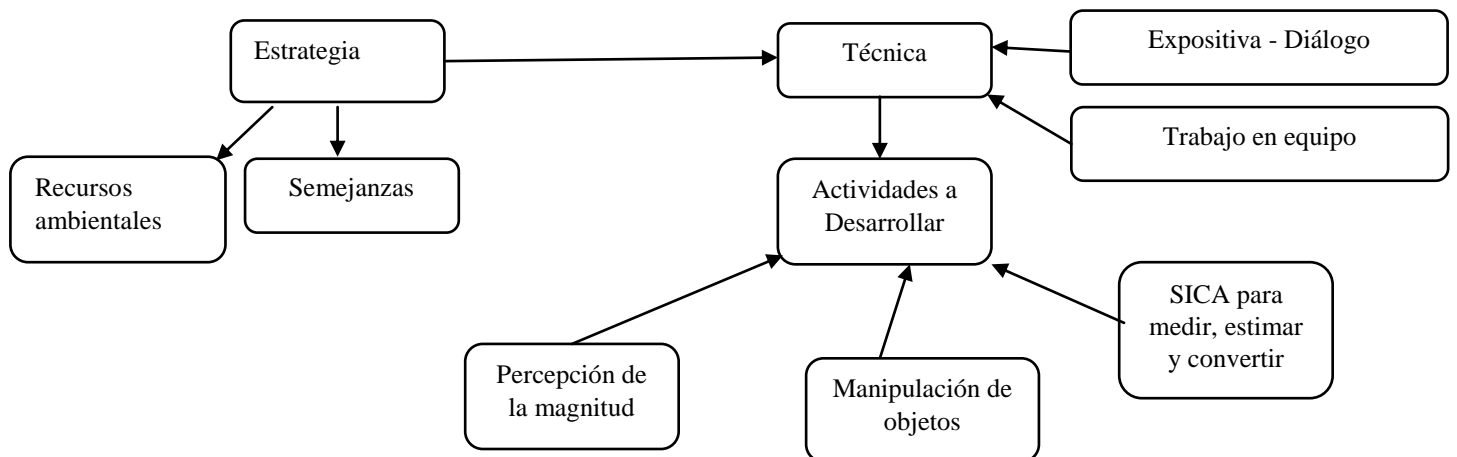 Estrategia
Técnica
Expositiva - Diálogo
Trabajo en equipo
Recursos
ambientales
Semejanzas
Actividades a
Desarrollar
SICA para
medir, estimar
y convertir
Percepción de
la magnitud
Manipulación de
objetos